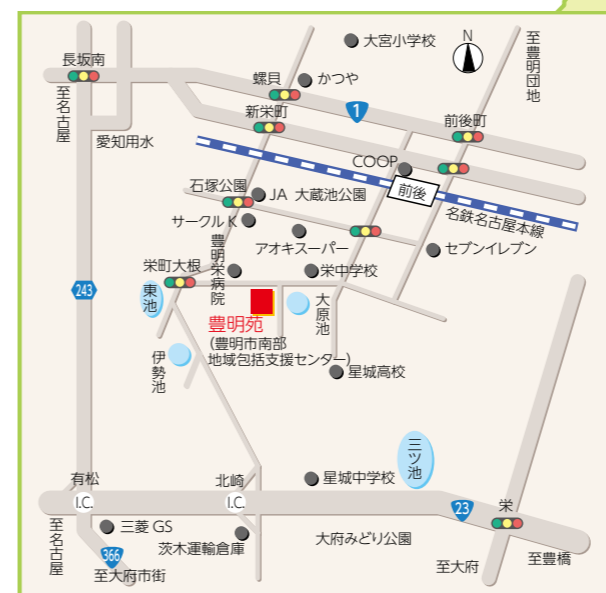 大宮小学校
N
至豊明団地
長坂南
螺貝
かつや
至名古屋
新栄町
1
前後町
愛知用水
COOP
前後
石塚公園
JA 大蔵池公園
名鉄名古屋本線
サークルK
アオキスーパー
セブンイレブン
豊明栄病院
栄町大根
栄中学校
243
東池
大原池
豊明苑
(豊明市南部
地域包括支援センター)
伊勢池
星城高校
三ツ池
有松
I.C.
北崎
I.C.
星城中学校
23
栄
至名古屋
三菱GS
茨木運輸倉庫
大府みどり公園
366
至大府市街
至大府
至豊橋